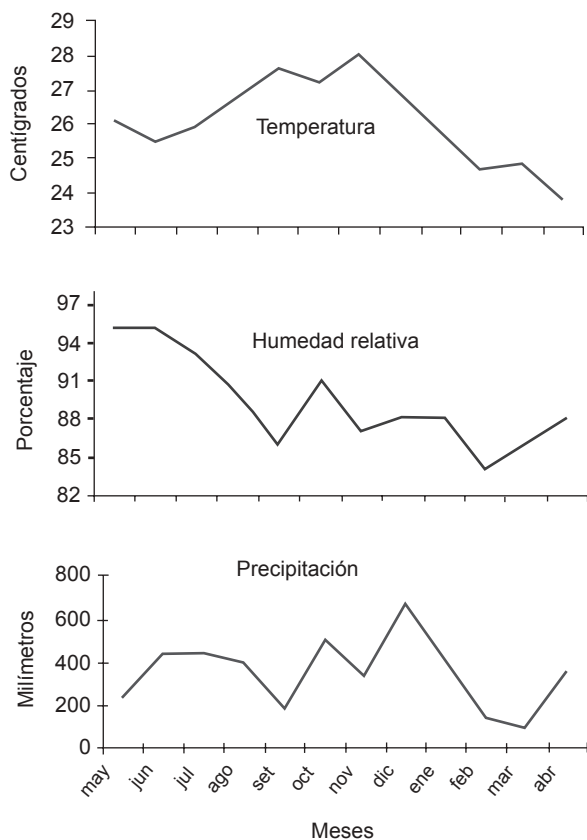 29
28
27
26
25
24
23
Centígrados
Temperatura
97
94
91
88
85
82
Porcentaje
Humedad relativa
Precipitación
800
600
400
200
0
Milímetros
may
jun
jul
ago
set
oct
nov
dic
ene
feb
mar
abr
Meses